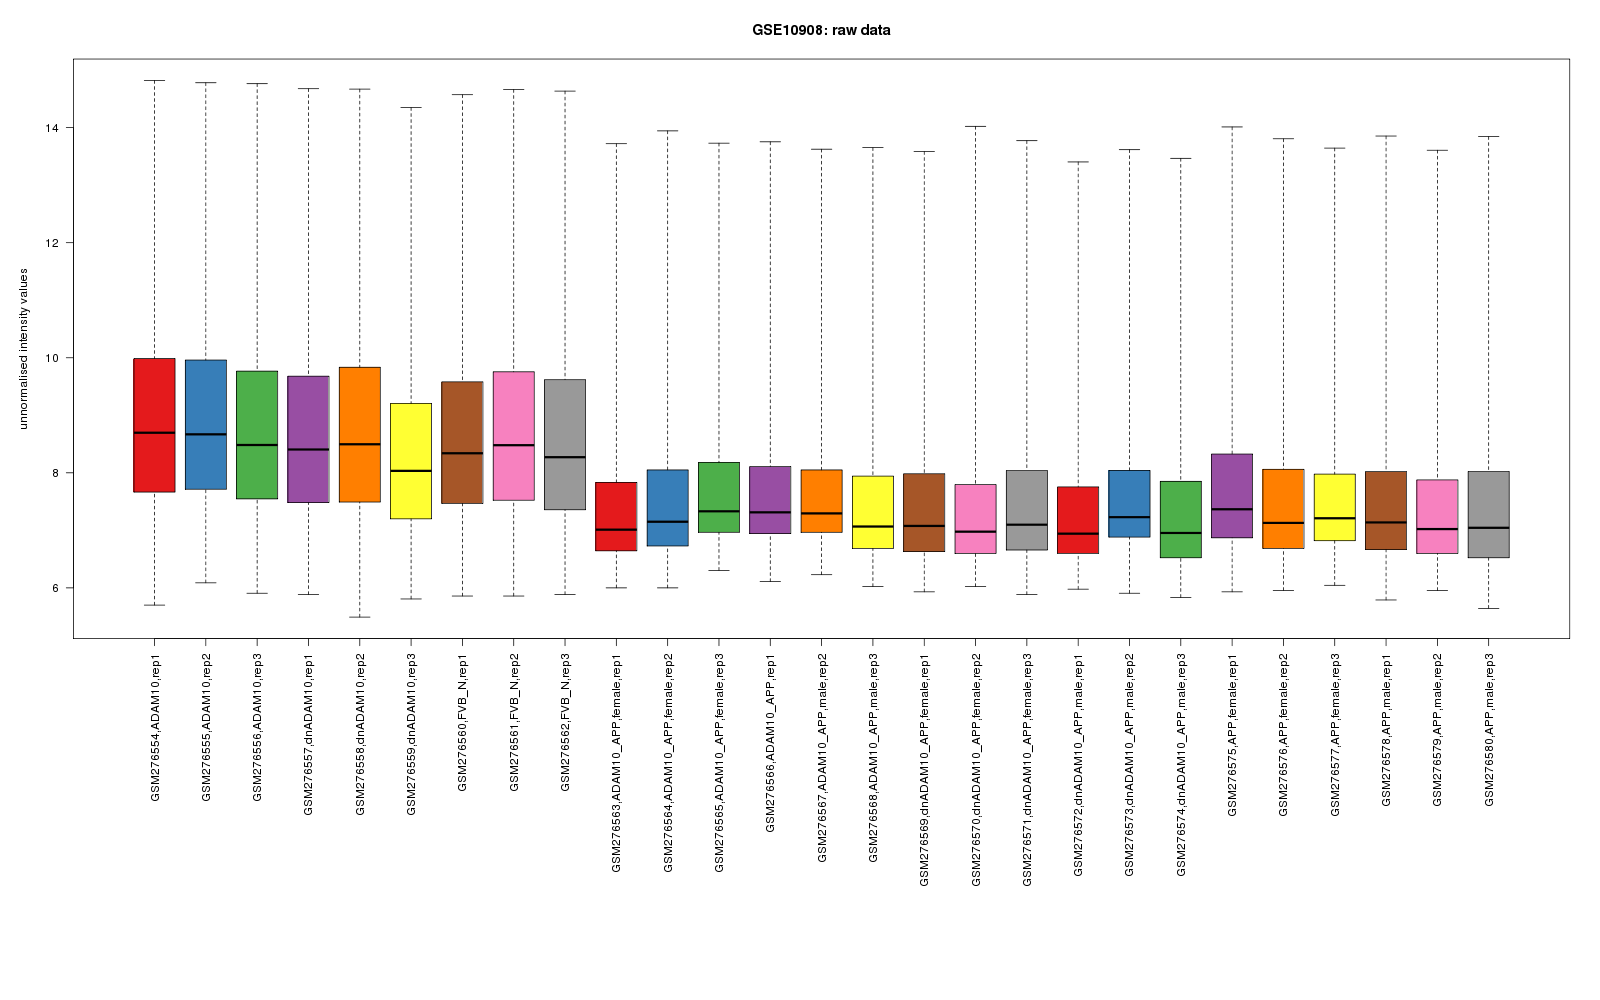 GSE10908: raw data
unnormalised intensity values
14
12
10
8
6
GSM276554,ADAM10,rep1
GSM276555,ADAM10,rep2
GSM276556,ADAM10,rep3
GSM276557,dnADAM10,rep1
GSM276558,dnADAM10,rep2
GSM276559,dnADAM10,rep3
GSM276560,FVB_N,rep1
GSM276561,FVB_N,rep2
GSM276562,FVB_N,rep3
GSM276563,ADAM10_APP,female,rep1
GSM276564,ADAM10_APP,female,rep2
GSM276565,ADAM10_APP,female,rep3
GSM276566,ADAM10_APP,rep1
GSM276567,ADAM10_APP,male,rep2
GSM276568,ADAM10_APP,male,rep3
GSM276569,dnADAM10_APP,female,rep1
GSM276570,dnADAM10_APP,female,rep2
GSM276571,dnADAM10_APP,female,rep3
GSM276572,dnADAM10_APP,male,rep1
GSM276573,dnADAM10_APP,male,rep2
GSM276574,dnADAM10_APP,male,rep3
GSM276575,APP,female,rep1
GSM276576,APP,female,rep2
GSM276577,APP,female,rep3
GSM276578,APP,male,rep1
GSM276579,APP,male,rep2
GSM276580,APP,male,rep3